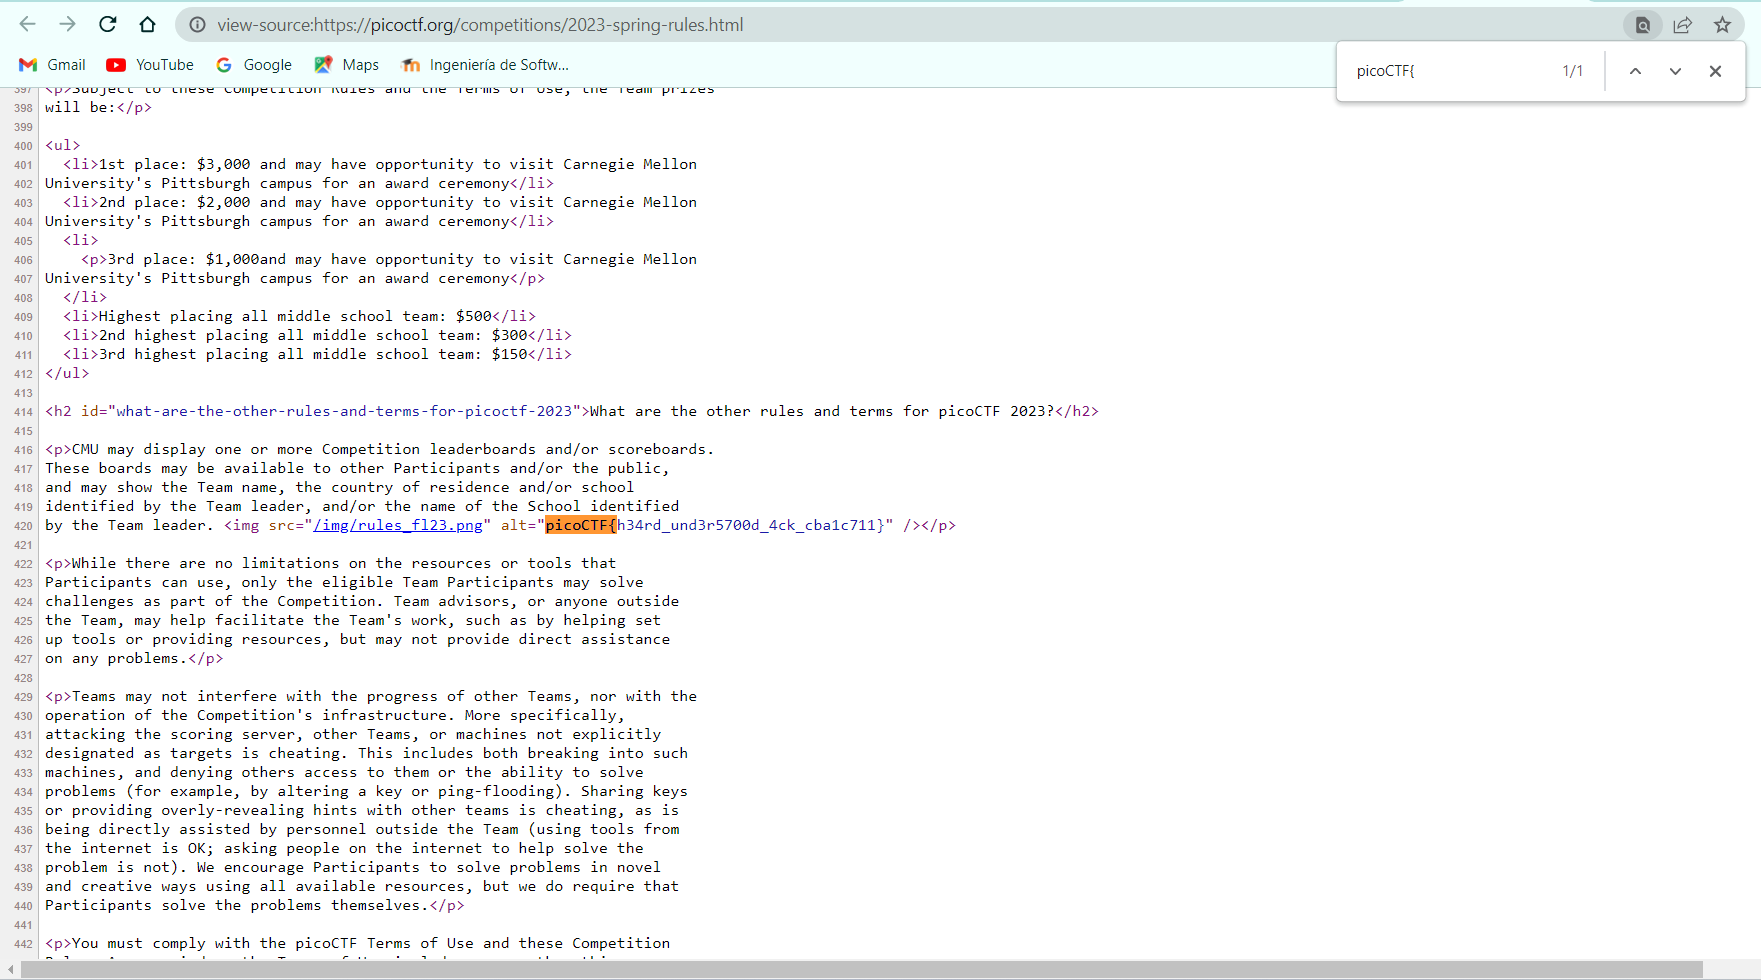 view-source:https://picoctf.org/competitions/2023-spring-rules.html
Gmail YouTube Google Maps Ingeniería de Softw...
picoCTF{ 1/1
397 <p>Subject to these Competition Rules and the Terms of Use, the Team prizes
398 will be:</p>
399
400 <ul>
401 <li>1st place: $3,000 and may have opportunity to visit Carnegie Mellon
402 University's Pittsburgh campus for an award ceremony</li>
403 <li>2nd place: $2,000 and may have opportunity to visit Carnegie Mellon
404 University's Pittsburgh campus for an award ceremony</li>
405 <li>
406 <p>3rd place: $1,000and may have opportunity to visit Carnegie Mellon
407 University's Pittsburgh campus for an award ceremony</p>
408 </li>
409 <li>Highest placing all middle school team: $500</li>
410 <li>2nd highest placing all middle school team: $300</li>
411 <li>3rd highest placing all middle school team: $150</li>
412 </ul>
413
414 <h2 id="what-are-the-other-rules-and-terms-for-picoctf-2023">What are the other rules and terms for picoCTF 2023?</h2>
415
416 <p>CMU may display one or more Competition leaderboards and/or scoreboards.
417 These boards may be available to other Participants and/or the public,
418 and may show the Team name, the country of residence and/or school
419 identified by the Team leader, and/or the name of the School identified
420 by the Team leader. <img src="/img/rules_fl23.png" alt="picoCTF{h34rd_und3r5700d_4ck_cba1c711}" /></p>
421
422 <p>While there are no limitations on the resources or tools that
423 Participants can use, only the eligible Team Participants may solve
424 challenges as part of the Competition. Team advisors, or anyone outside
425 the Team, may help facilitate the Team's work, such as by helping set
426 up tools or providing resources, but may not provide direct assistance
427 on any problems.</p>
428
429 <p>Teams may not interfere with the progress of other Teams, nor with the
430 operation of the Competition's infrastructure. More specifically,
431 attacking the scoring server, other Teams, or machines not explicitly
432 designated as targets is cheating. This includes both breaking into such
433 machines, and denying others access to them or the ability to solve
434 problems (for example, by altering a key or ping-flooding). Sharing keys
435 or providing overly-revealing hints with other teams is cheating, as is
436 being directly assisted by personnel outside the Team (using tools from
437 the internet is OK; asking people on the internet to help solve the
438 problem is not). We encourage Participants to solve problems in novel
439 and creative ways using all available resources, but we do require that
440 Participants solve the problems themselves.</p>
441
442 <p>You must comply with the picoCTF Terms of Use and these Competition